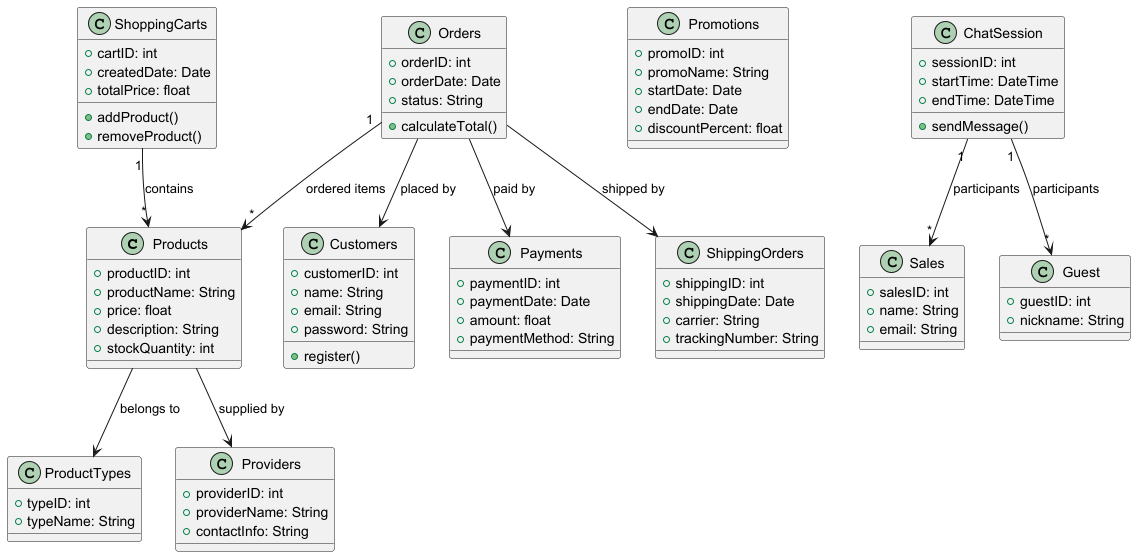 C ShoppingCarts
cartID: int
createdDate: Date
totalPrice: float
addProduct()
removeProduct()
C Orders
orderID: int
orderDate: Date
status: String
calculateTotal()
C Promotions
promoID: int
promoName: String
startDate: Date
endDate: Date
discountPercent: float
C ChatSession
sessionID: int
startTime: DateTime
endTime: DateTime
sendMessage()
1
contains
*
1
ordered items
*
placed by
paid by
shipped by
1
participants
*
1
participants
*
C Products
productID: int
productName: String
price: float
description: String
stockQuantity: int
C Customers
customerID: int
name: String
email: String
password: String
register()
C Payments
paymentID: int
paymentDate: Date
amount: float
paymentMethod: String
C ShippingOrders
shippingID: int
shippingDate: Date
carrier: String
trackingNumber: String
C Sales
salesID: int
name: String
email: String
C Guest
guestID: int
nickname: String
belongs to
supplied by
C ProductTypes
typeID: int
typeName: String
C Providers
providerID: int
providerName: String
contactInfo: String